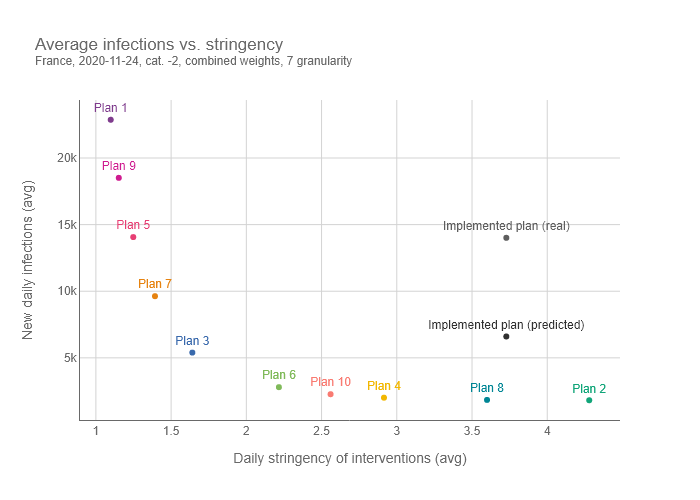 Average infections vs. stringency
France, 2020-11-24, cat. -2, combined weights, 7 granularity
Plan 1
Plan 9
Plan 5
Plan 7
Plan 3
Plan 6
Plan 10
Plan 4
Plan 8
Plan 2
Implemented plan (real)
Implemented plan (predicted)
20k
15k
10k
5k
1
1.5
2
2.5
3
3.5
4
New daily infections (avg)
Daily stringency of interventions (avg)